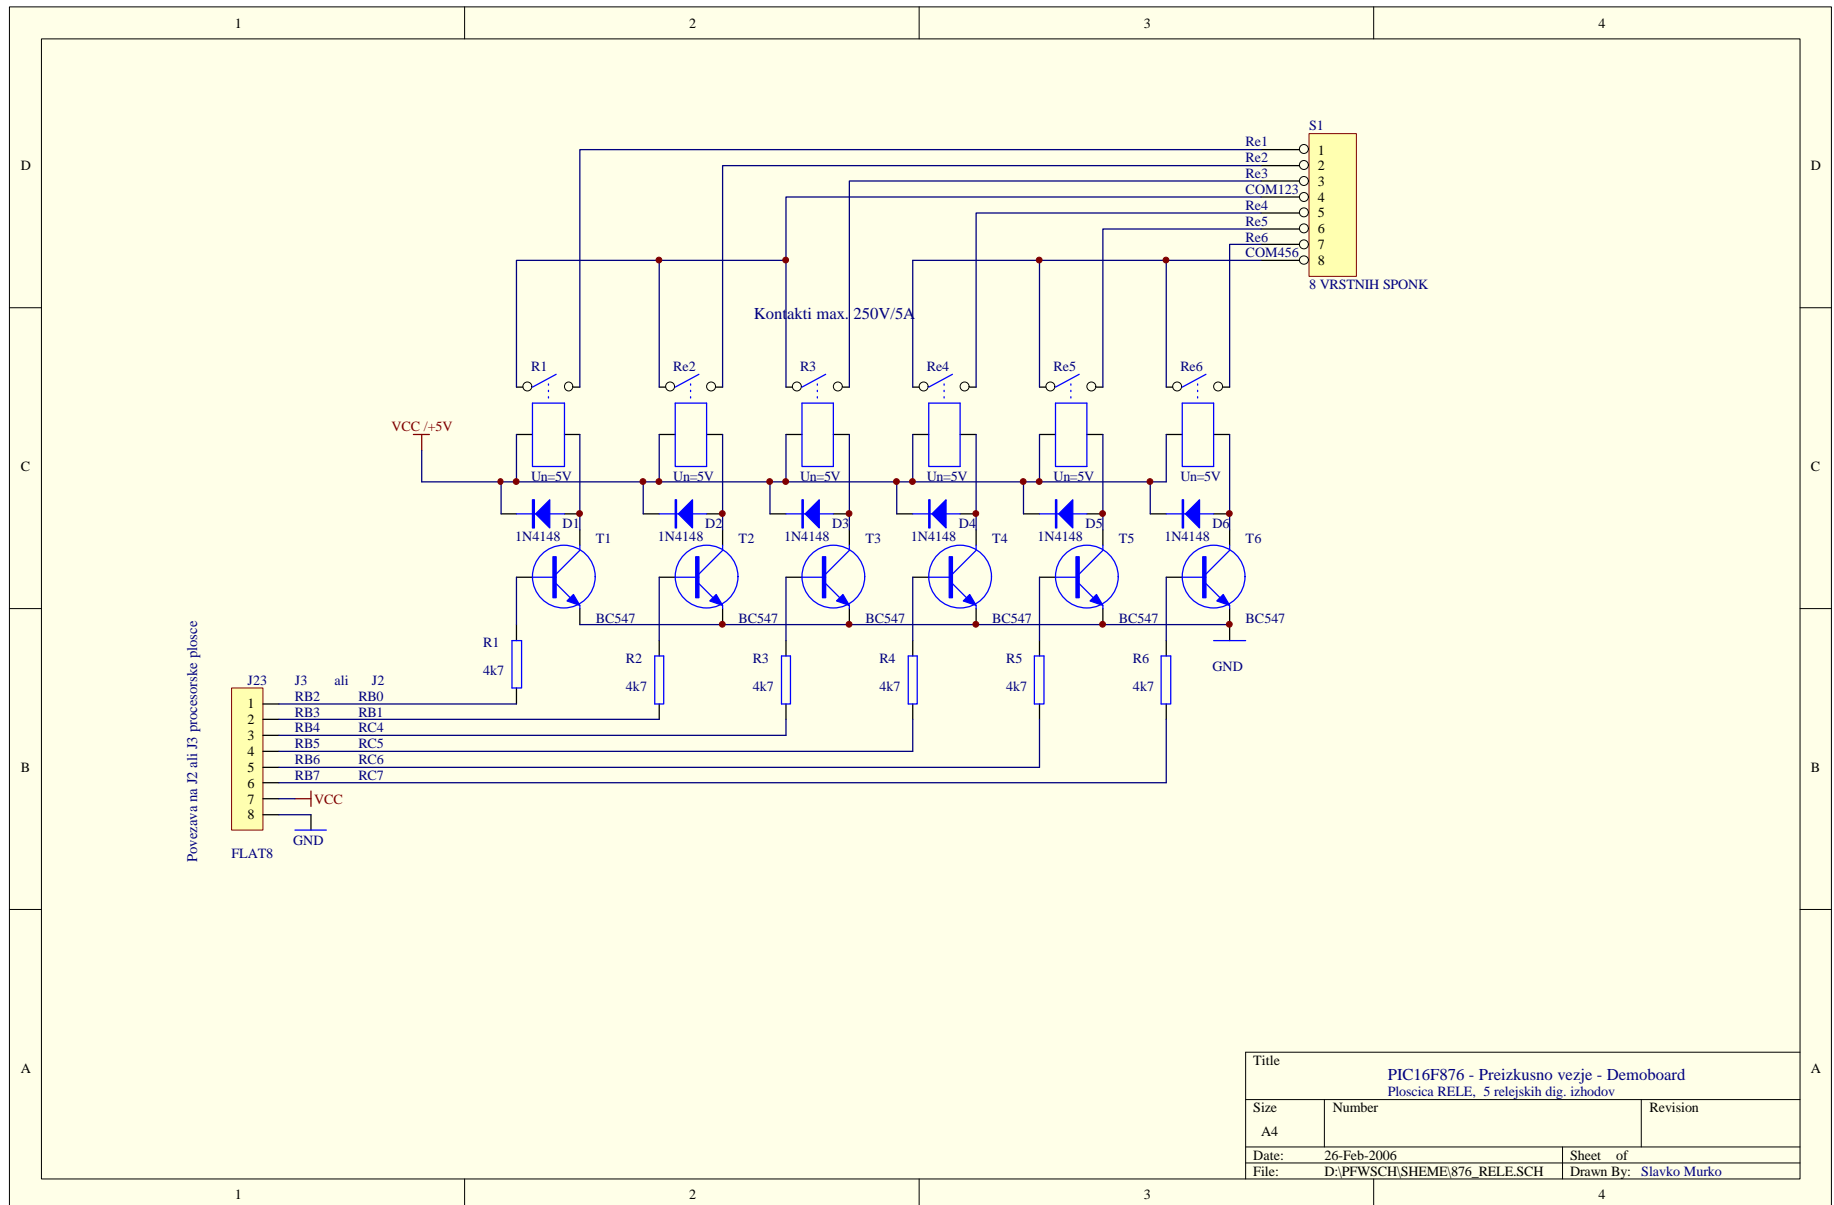 1 2 3 4
D D
S1
Re1
Re2
Re3
COM123
Re4
Re5
Re6
COM456
1
2
3
4
5
6
7
8
8 VRSTNIH SPONK
Kontakti max. 250V/5A
R1 Re2 R3 Re4 Re5 Re6
VCC /+5V
C C
Un=5V Un=5V Un=5V Un=5V Un=5V Un=5V
D1 D2 D3 D4 D5 D6
1N4148 1N4148 1N4148 1N4148 1N4148 1N4148
T1 T2 T3 T4 T5 T6
BC547 BC547 BC547 BC547 BC547 BC547
GND
R1 R2 R3 R4 R5 R6
4k7 4k7 4k7 4k7 4k7 4k7
Povezava na J2 ali J3 procesorske plosce
J23 J3 ali J2
1 RB2 RB0
2 RB3 RB1
3 RB4 RC4
4 RB5 RC5
5 RB6 RC6
6 RB7 RC7
7 VCC
8
GND
FLAT8
B B
A A
Title
PIC16F876 - Preizkusno vezje - Demoboard
Ploscica RELE, 5 relejskih dig. izhodov
Size Number Revision
A4
Date: 26-Feb-2006 Sheet of
File: D:\PFWSCH\SHEME\876_RELE.SCH Drawn By: Slavko Murko
1 2 3 4